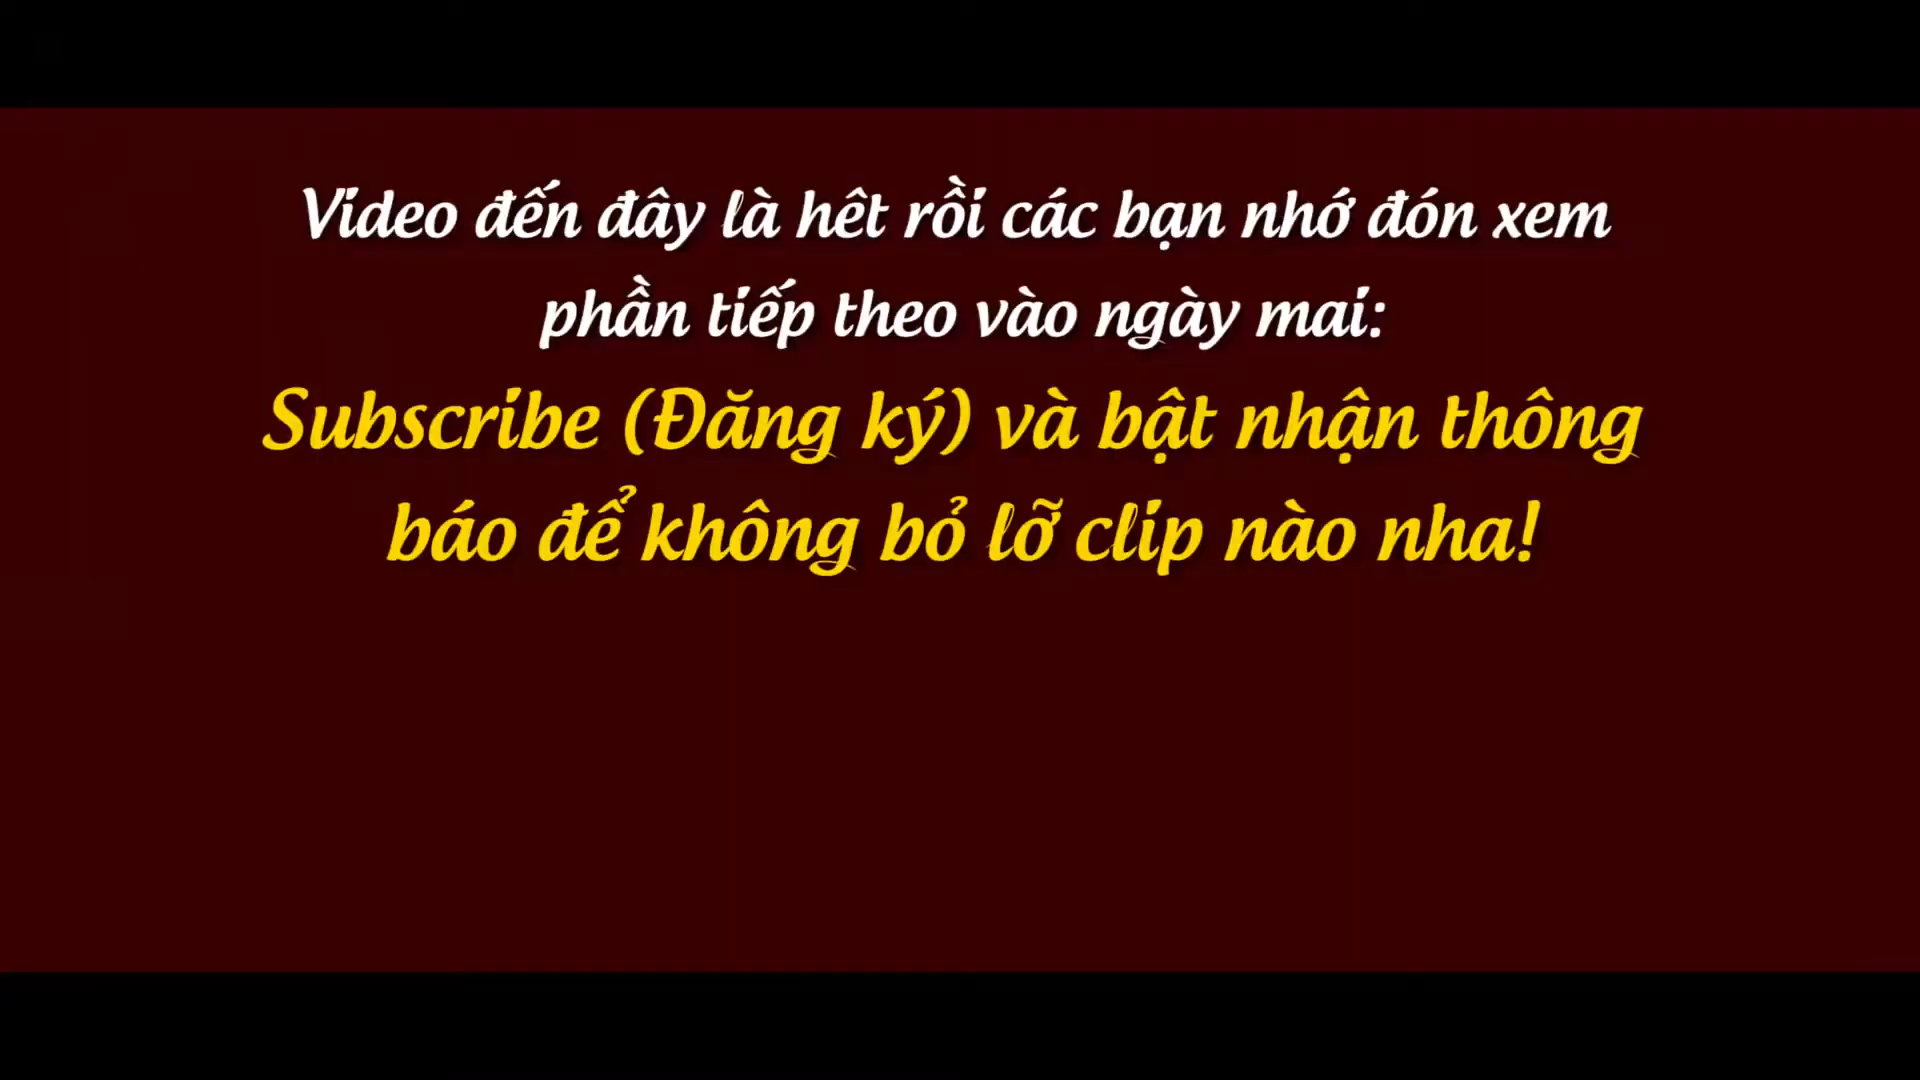 Video đến đây là hêt rồi các bạn nhớ đón xem
phần tiếp theo vào ngày mai:
Subscribe (Đăng ký) và bật nhận thông
báo để không bỏ lỡ clip nào nha!